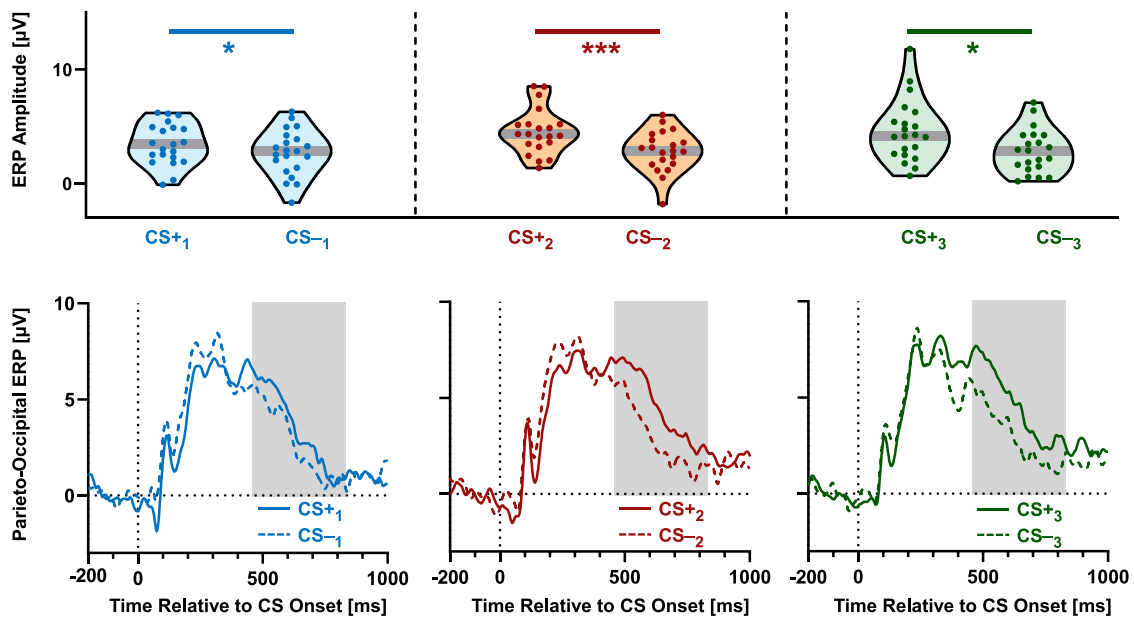 ERP Amplitude [µV]
10
0
*
***
*
CS+1
CS–1
CS+2
CS–2
CS+3
CS–3
Parieto-Occipital ERP [µV]
10
5
0
CS+1
CS–1
-200 0 500 1000
Time Relative to CS Onset [ms]
CS+2
CS–2
-200 0 500 1000
Time Relative to CS Onset [ms]
CS+3
CS–3
-200 0 500 1000
Time Relative to CS Onset [ms]